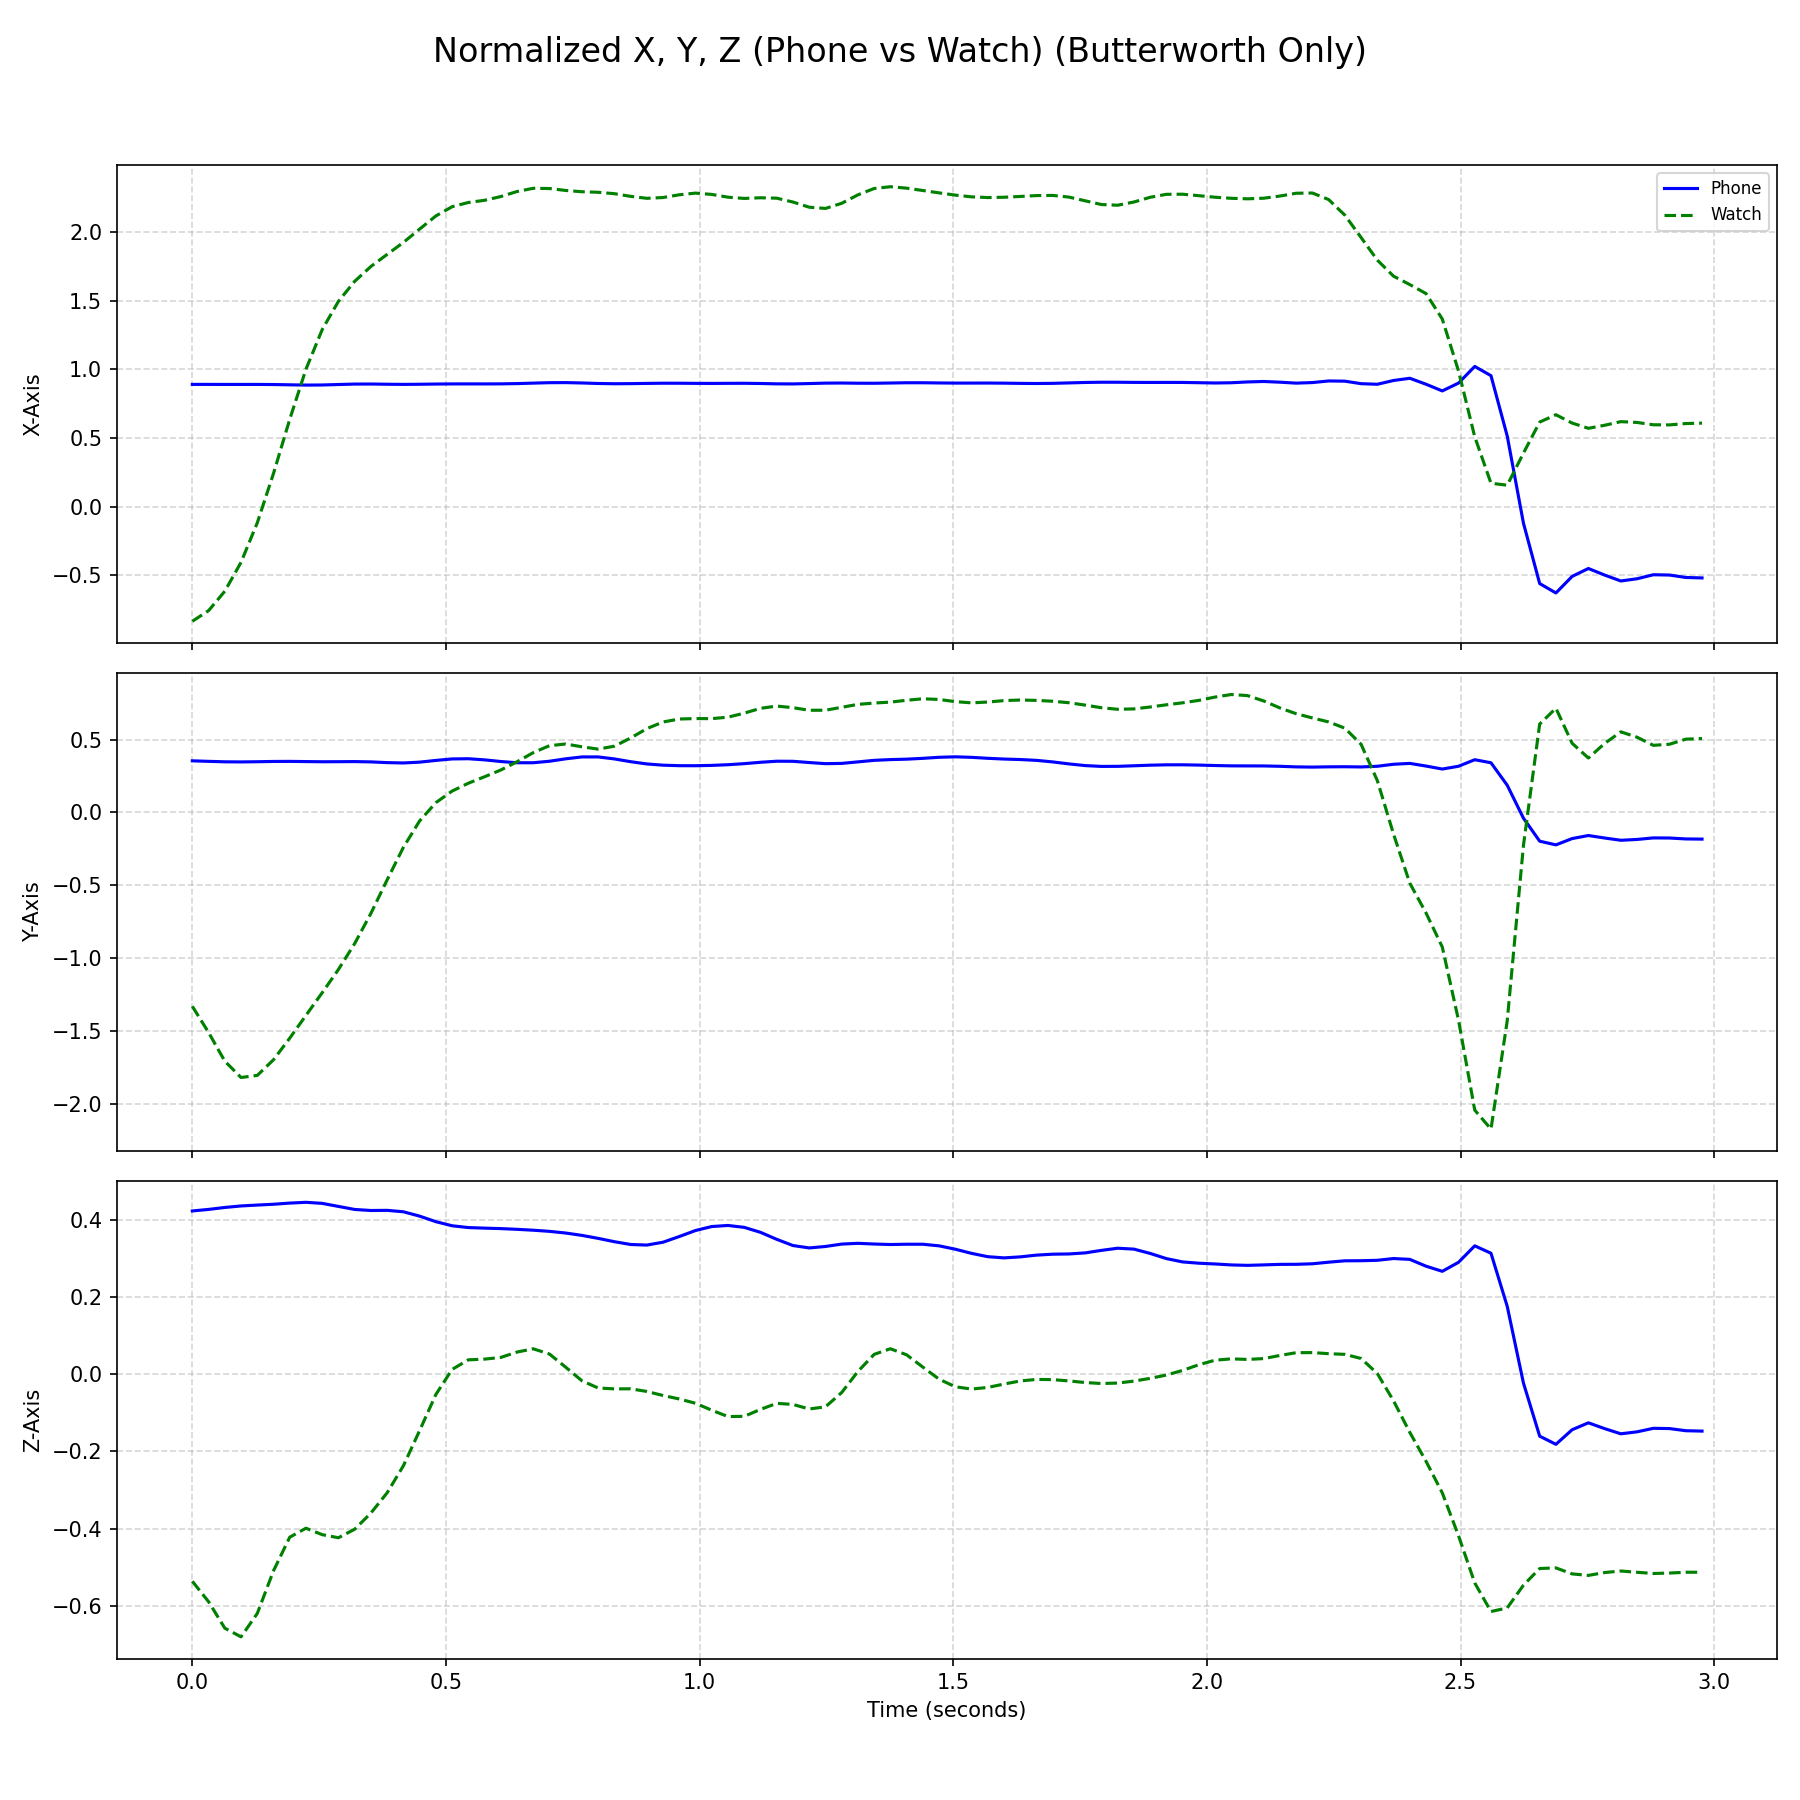 Normalized X, Y, Z (Phone vs Watch) (Butterworth Only)
Phone
Watch
X-Axis
2.0
1.5
1.0
0.5
0.0
−0.5
Y-Axis
0.5
0.0
−0.5
−1.0
−1.5
−2.0
Z-Axis
0.4
0.2
0.0
−0.2
−0.4
−0.6
0.0 0.5 1.0 1.5 2.0 2.5 3.0
Time (seconds)